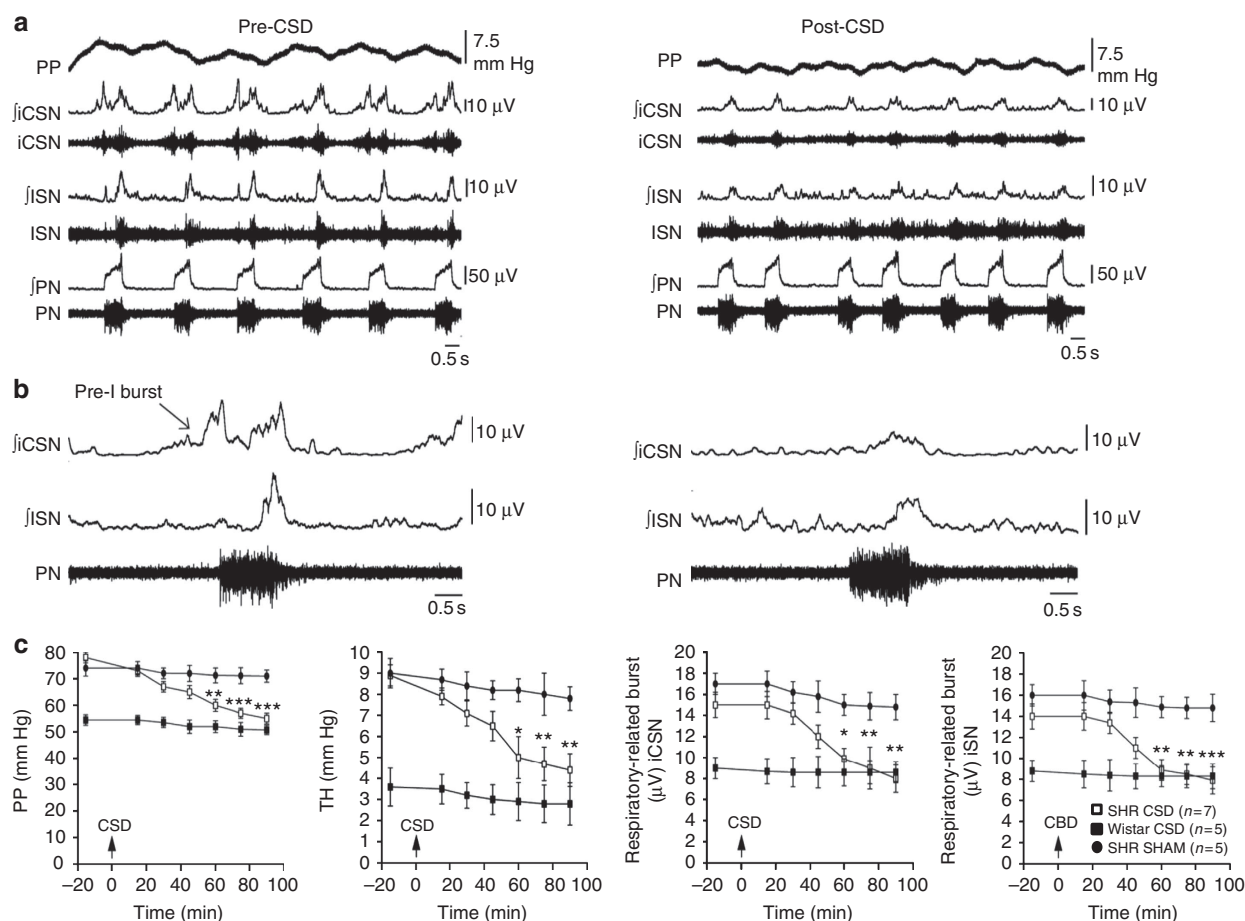 a
Pre-CSD
PP
7.5
mm Hg
∫iCSN
10 μV
iCSN
∫ISN
10 μV
ISN
∫PN
50 μV
PN
0.5 s
Post-CSD
7.5
mm Hg
PP
∫iCSN
10 μV
iCSN
∫ISN
10 μV
ISN
∫PN
50 μV
PN
0.5 s
b
Pre-I burst
∫iCSN
10 μV
∫ISN
10 μV
PN
0.5 s
∫iCSN
10 μV
∫ISN
10 μV
PN
0.5 s
c
PP (mm Hg)
80
70
60
50
40
30
20
10
0
** *** ***
CSD
−20 0 20 40 60 80 100
Time (min)
TH (mm Hg)
10
9
8
7
6
5
4
3
2
1
0
* ** **
CSD
−20 0 20 40 60 80 100
Time (min)
Respiratory-related burst
(μV) iCSN
20
18
16
14
12
10
8
6
4
2
0
* ** **
CSD
−20 0 20 40 60 80 100
Time (min)
Respiratory-related burst
(μV) iSN
20
18
16
14
12
10
8
6
4
2
0
** ** ***
SHR CSD (n=7)
Wistar CSD (n=5)
SHR SHAM (n=5)
CBD
−20 0 20 40 60 80 100
Time (min)